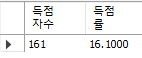 득점 득점
자수 률
161 16.1000